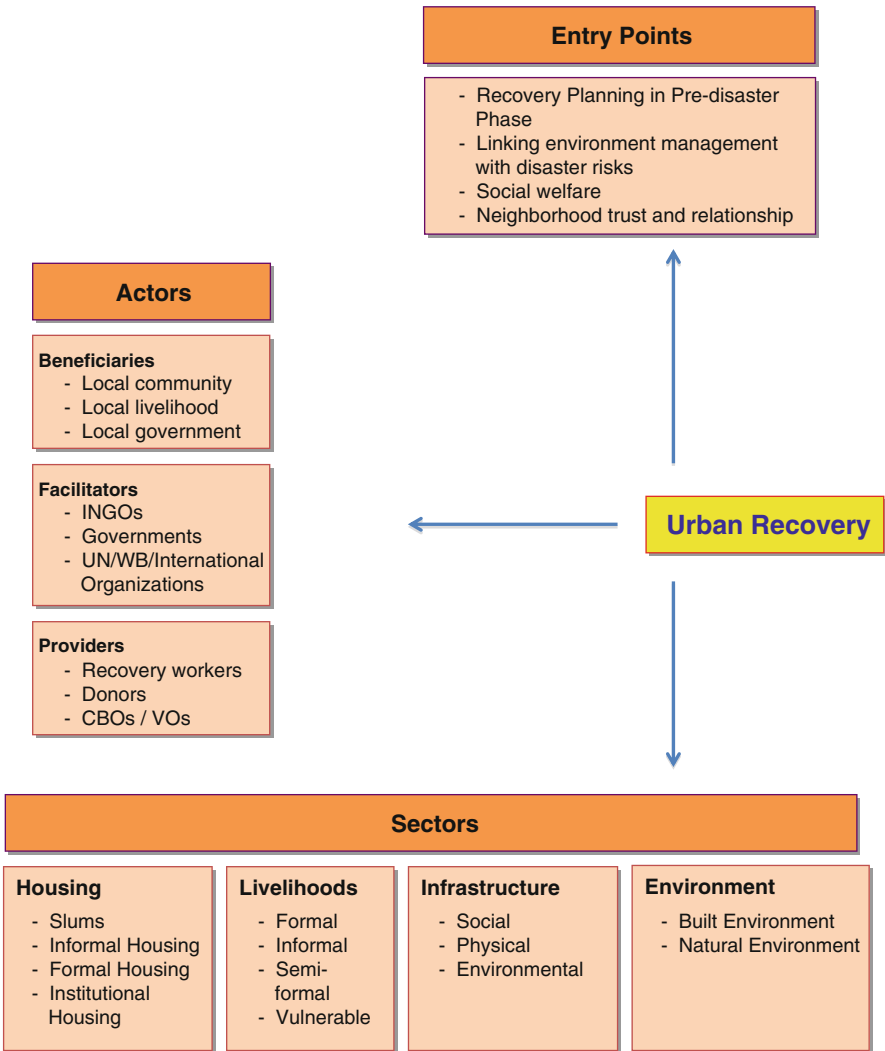 Entry Points
- Recovery Planning in Pre-disaster
Phase
- Linking environment management
with disaster risks
- Social welfare
- Neighborhood trust and relationship
Actors
Beneficiaries
- Local community
- Local livelihood
- Local government
Facilitators
- INGOs
- Governments
- UN/WB/International
Organizations
Providers
- Recovery workers
- Donors
- CBOs / VOs
Urban Recovery
Sectors
Housing
- Slums
- Informal Housing
- Formal Housing
- Institutional
Housing
Livelihoods
- Formal
- Informal
- Semi-
formal
- Vulnerable
Infrastructure
- Social
- Physical
- Environmental
Environment
- Built Environment
- Natural Environment